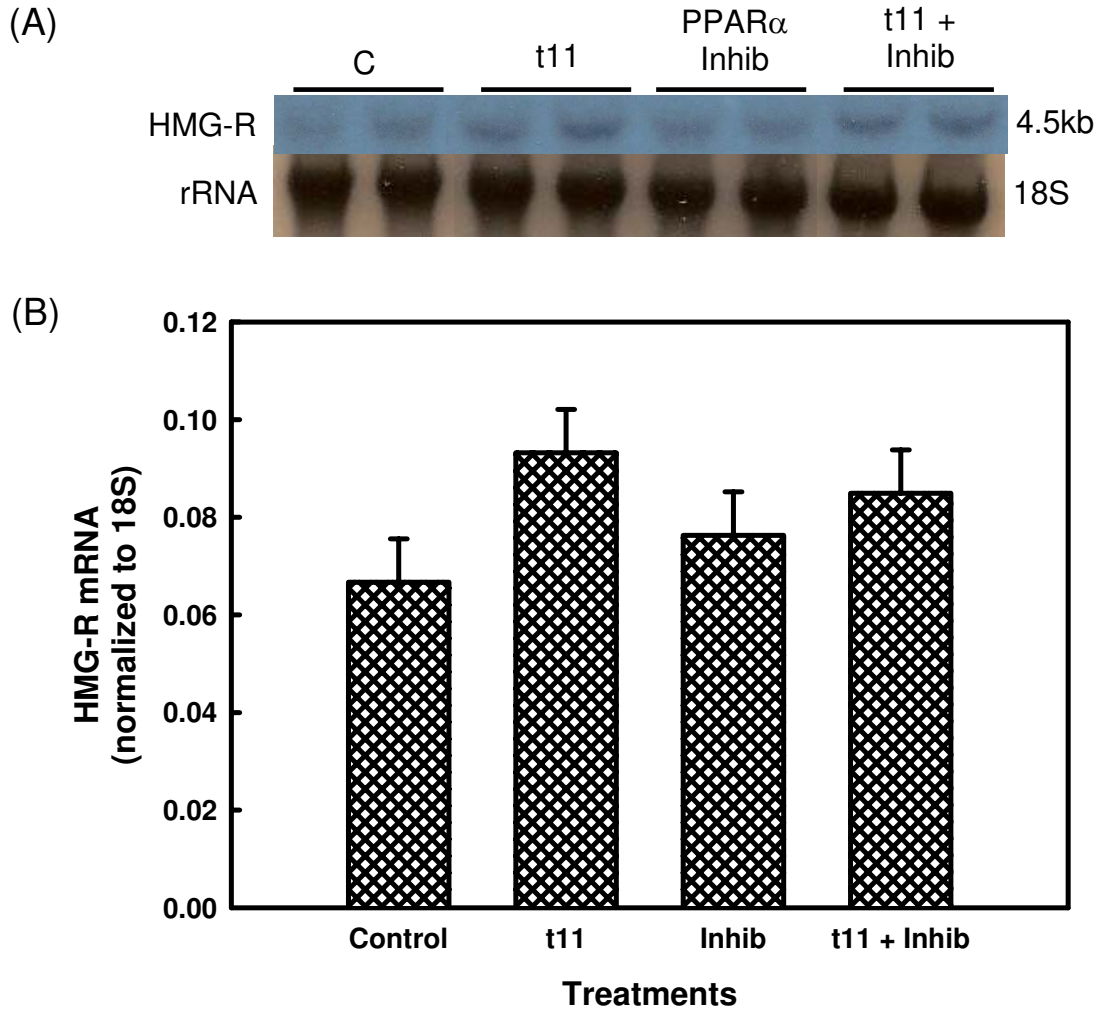 (A)
C
t11
PPARα
Inhib
t11 +
Inhib
HMG-R
4.5kb
rRNA
18S
(B)
HMG-R mRNA
(normalized to 18S)
0.12
0.10
0.08
0.06
0.04
0.02
0.00
Control
t11
Inhib
t11 + Inhib
Treatments